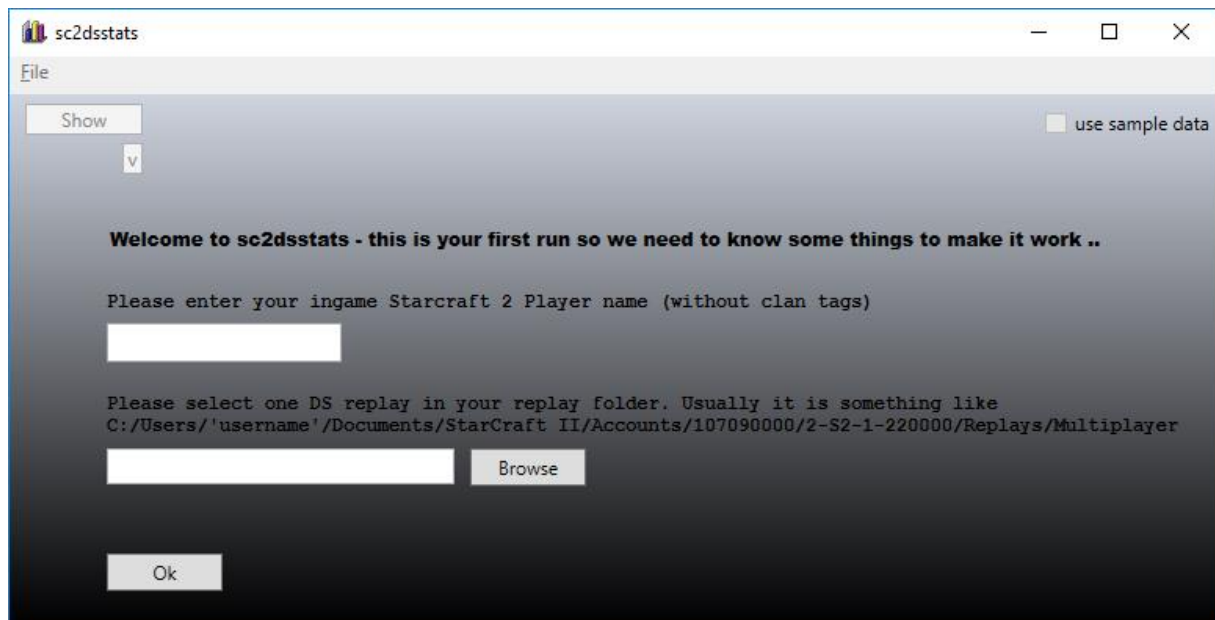 sc2dsstats
File
Show
use sample data
v
Welcome to sc2dsstats - this is your first run so we need to know some things to make it work ..
Please enter your ingame Starcraft 2 Player name (without clan tags)
Please select one DS replay in your replay folder. Usually it is something like
C:/Users/'username'/Documents/StarCraft II/Accounts/107090000/2-S2-1-220000/Replays/Multiplayer
Browse
Ok